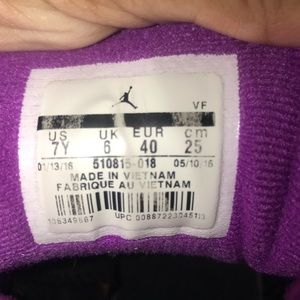 VF
US UK EUR cm
7Y 6 40 25
01/13/16 510815-018 05/10/16
MADE IN VIETNAM
FABRIQUE AU VIETNAM
UPC